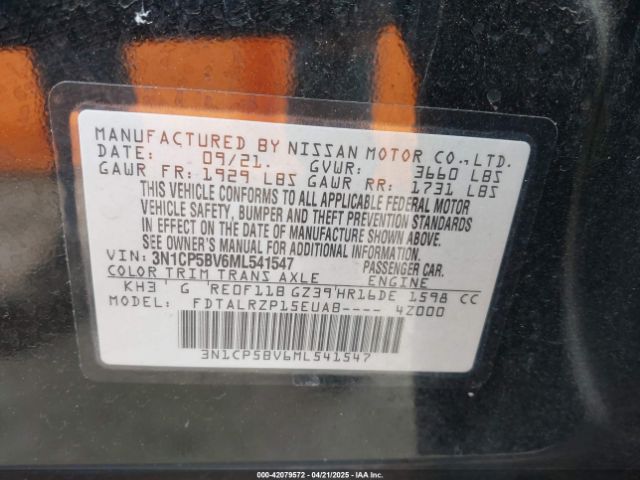 MANUFACTURED BY NISSAN MOTOR CO.,LTD.
DATE: 09/21. GVWR: 3660 LBS
GAWR FR: 1929 LBS GAWR RR: 1731 LBS
THIS VEHICLE CONFORMS TO ALL APPLICABLE FEDERAL MOTOR
VEHICLE SAFETY, BUMPER AND THEFT PREVENTION STANDARDS
IN EFFECT ON THE DATE OF MANUFACTURE SHOWN ABOVE.
SEE OWNER'S MANUAL FOR ADDITIONAL INFORMATION.
VIN: 3N1CP5BV6ML541547 PASSENGER CAR.
COLOR TRIM TRANS AXLE ENGINE
KH3 G RE0F11B GZ39 HR16DE 1598 CC
MODEL: FDTALRZP15EUAB---- 4Z000
3N1CP5BV6ML541547
000-42079572 - 04/21/2025 - IAA, Inc.